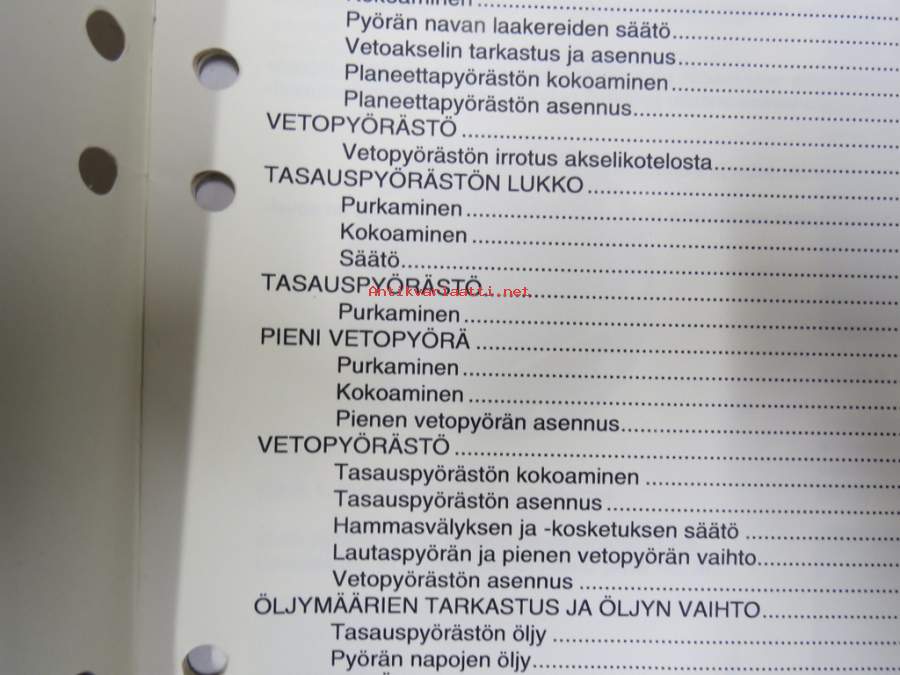 Kokoaminen
Pyörän navan laakereiden säätö
Vetoakselin tarkastus ja asennus
Planeettapyörästön kokoaminen
Planeettapyörästön asennus
VETOPYÖRÄSTÖ
Vetopyörästön irrotus akselikotelosta
TASAUSPYÖRÄSTÖN LUKKO
Purkaminen
Kokoaminen
Säätö
TASAUSPYÖRÄSTÖ
Antikvariaatti.net
Purkaminen
PIENI VETOPYÖRÄ
Purkaminen
Kokoaminen
Pienen vetopyörän asennus
VETOPYÖRÄSTÖ
Tasauspyörästön kokoaminen
Tasauspyörästön asennus
Hammasvälyksen ja -kosketuksen säätö
Lautaspyörän ja pienen vetopyörän vaihto
Vetopyörästön asennus
ÖLJYMÄÄRIEN TARKASTUS JA ÖLJYN VAIHTO
Tasauspyörästön öljy
Pyörän napojen öljy